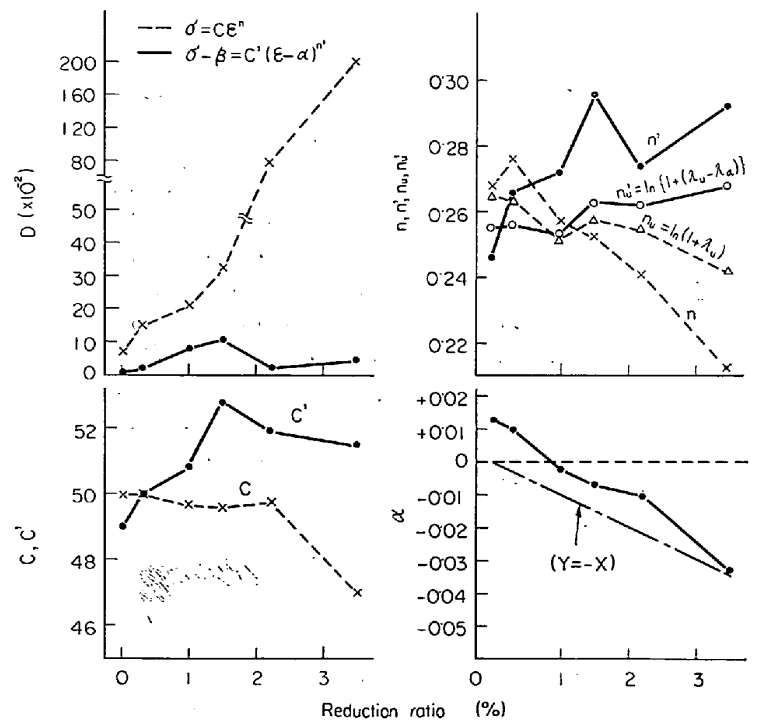 σ = Cε^n
σ - β = C' (ε - α)^n'
D (×10^-2)
200
160
120
80
50
40
30
20
10
0
n, n', n_u, n_u'
0·30
0·28
0·26
0·24
0·21
n'
n_u' = ln{1+(λ_u-λ_α)}
n_u = ln(1+λ_u)
n
C, C'
52
50
48
46
C'
C
α
+0·02
+0·01
0
-0·01
-0·02
-0·03
-0·04
-0·05
(Y=-X)
0 1 2 3
0 1 2 3
Reduction ratio (%)